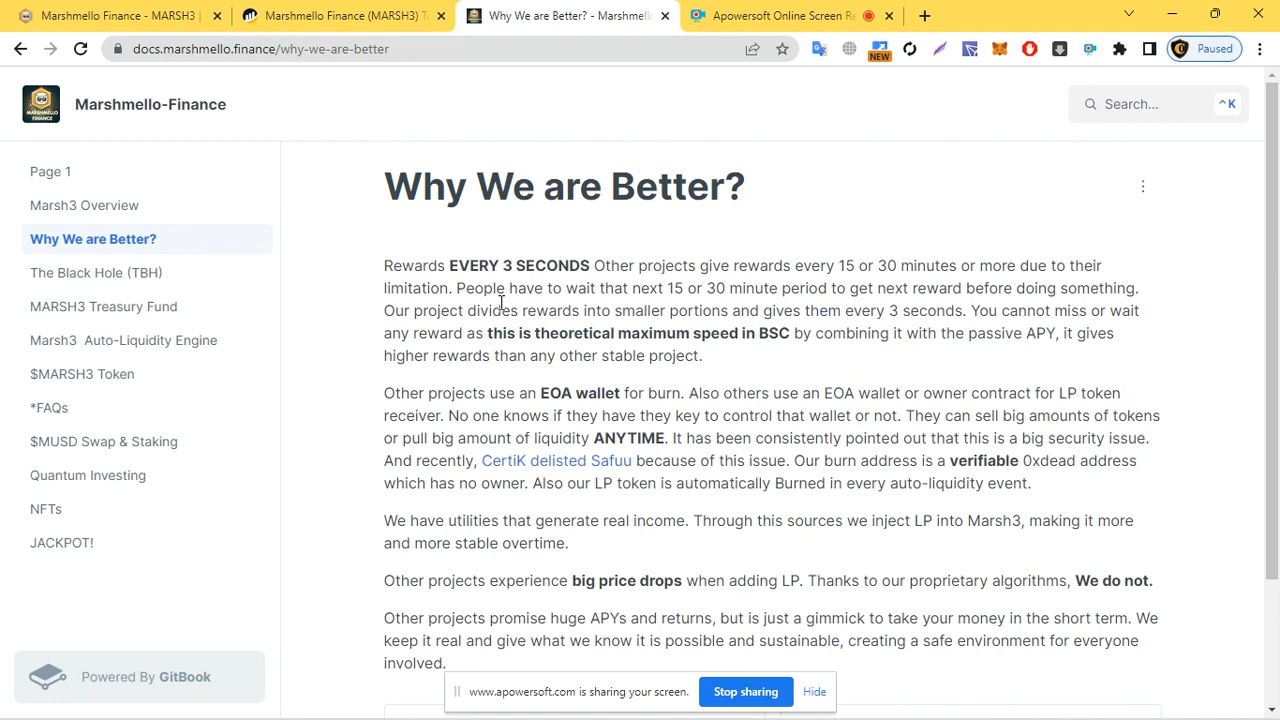 Marshmello Finance - MARSH3 |
Marshmello Finance (MARSH3) T
Why We are Better? - Marshmell
Apowersoft Online Screen Re
docs.marshmello.finance/why-we-are-better
NEW
Paused
MARSHMELLO
FINANCE
Marshmello-Finance
Search...
^K
Page 1
Marsh3 Overview
Why We are Better?
The Black Hole (TBH)
MARSH3 Treasury Fund
Marsh3 Auto-Liquidity Engine
$MARSH3 Token
*FAQs
$MUSD Swap & Staking
Quantum Investing
NFTs
JACKPOT!
Powered By GitBook
Why We are Better?
Rewards EVERY 3 SECONDS Other projects give rewards every 15 or 30 minutes or more due to their
limitation. People have to wait that next 15 or 30 minute period to get next reward before doing something.
Our project divides rewards into smaller portions and gives them every 3 seconds. You cannot miss or wait
any reward as this is theoretical maximum speed in BSC by combining it with the passive APY, it gives
higher rewards than any other stable project.
Other projects use an EOA wallet for burn. Also others use an EOA wallet or owner contract for LP token
receiver. No one knows if they have they key to control that wallet or not. They can sell big amounts of tokens
or pull big amount of liquidity ANYTIME. It has been consistently pointed out that this is a big security issue.
And recently, CertiK delisted Safuu because of this issue. Our burn address is a verifiable 0xdead address
which has no owner. Also our LP token is automatically Burned in every auto-liquidity event.
We have utilities that generate real income. Through this sources we inject LP into Marsh3, making it more
and more stable overtime.
Other projects experience big price drops when adding LP. Thanks to our proprietary algorithms, We do not.
Other projects promise huge APYs and returns, but is just a gimmick to take your money in the short term. We
keep it real and give what we know it is possible and sustainable, creating a safe environment for everyone
involved.
www.apowersoft.com is sharing your screen.
Stop sharing
Hide